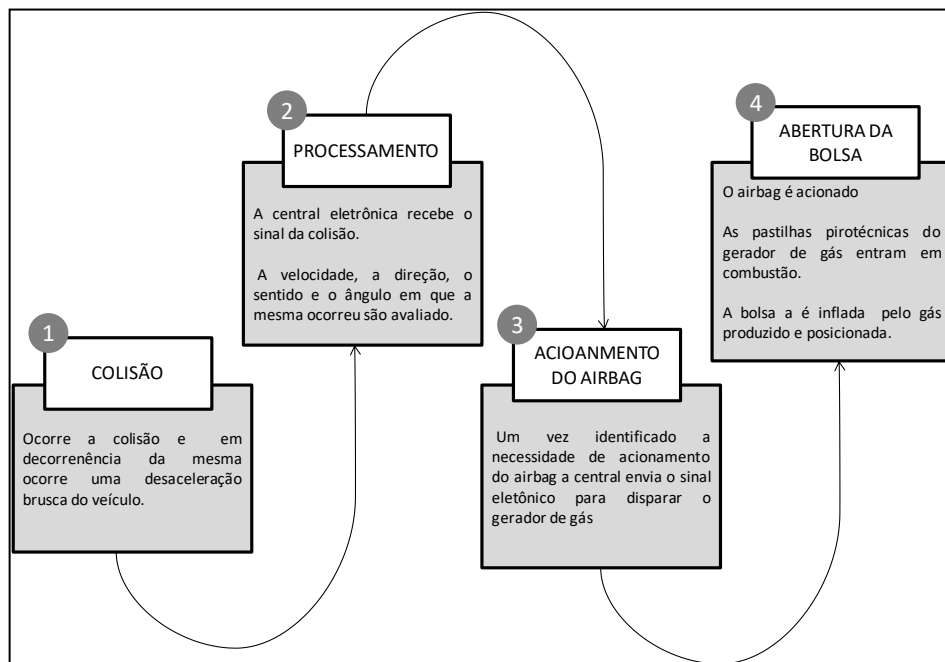 1
COLISÃO
Ocorre a colisão e em
decorrenência da mesma
ocorre uma desaceleração
brusca do veículo.
2
PROCESSAMENTO
A central eletrônica recebe o
sinal da colisão.
A velocidade, a direção, o
sentido e o ângulo em que a
mesma ocorreu são avaliado.
3
ACIOANMENTO
DO AIRBAG
Um vez identificado a
necessidade de acionamento
do airbag a central envia o sinal
eletônico para disparar o
gerador de gás
4
ABERTURA DA
BOLSA
O airbag é acionado
As pastilhas pirotécnicas do
gerador de gás entram em
combustão.
A bolsa a é inflada pelo gás
produzido e posicionada.